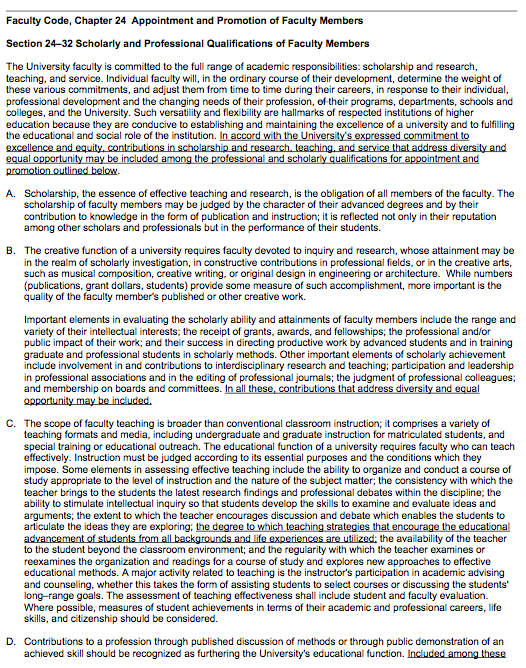 Faculty Code, Chapter 24  Appointment and Promotion of Faculty Members
Section 24–32 Scholarly and Professional Qualifications of Faculty Members
The University faculty is committed to the full range of academic responsibilities: scholarship and research,
teaching, and service. Individual faculty will, in the ordinary course of their development, determine the weight of
these various commitments, and adjust them from time to time during their careers, in response to their individual,
professional development and the changing needs of their profession, of their programs, departments, schools and
colleges, and the University. Such versatility and flexibility are hallmarks of respected institutions of higher
education because they are conducive to establishing and maintaining the excellence of a university and to fulfilling
the educational and social role of the institution. In accord with the University's expressed commitment to
excellence and equity, contributions in scholarship and research, teaching, and service that address diversity and
equal opportunity may be included among the professional and scholarly qualifications for appointment and
promotion outlined below.
A. Scholarship, the essence of effective teaching and research, is the obligation of all members of the faculty. The
scholarship of faculty members may be judged by the character of their advanced degrees and by their
contribution to knowledge in the form of publication and instruction; it is reflected not only in their reputation
among other scholars and professionals but in the performance of their students.
B. The creative function of a university requires faculty devoted to inquiry and research, whose attainment may be
in the realm of scholarly investigation, in constructive contributions in professional fields, or in the creative arts,
such as musical composition, creative writing, or original design in engineering or architecture.  While numbers
(publications, grant dollars, students) provide some measure of such accomplishment, more important is the
quality of the faculty member's published or other creative work.
Important elements in evaluating the scholarly ability and attainments of faculty members include the range and
variety of their intellectual interests; the receipt of grants, awards, and fellowships; the professional and/or
public impact of their work; and their success in directing productive work by advanced students and in training
graduate and professional students in scholarly methods. Other important elements of scholarly achievement
include involvement in and contributions to interdisciplinary research and teaching; participation and leadership
in professional associations and in the editing of professional journals; the judgment of professional colleagues;
and membership on boards and committees. In all these, contributions that address diversity and equal
opportunity may be included.
C. The scope of faculty teaching is broader than conventional classroom instruction; it comprises a variety of
teaching formats and media, including undergraduate and graduate instruction for matriculated students, and
special training or educational outreach. The educational function of a university requires faculty who can teach
effectively. Instruction must be judged according to its essential purposes and the conditions which they
impose. Some elements in assessing effective teaching include the ability to organize and conduct a course of
study appropriate to the level of instruction and the nature of the subject matter; the consistency with which the
teacher brings to the students the latest research findings and professional debates within the discipline; the
ability to stimulate intellectual inquiry so that students develop the skills to examine and evaluate ideas and
arguments; the extent to which the teacher encourages discussion and debate which enables the students to
articulate the ideas they are exploring; the degree to which teaching strategies that encourage the educational
advancement of students from all backgrounds and life experiences are utilized; the availability of the teacher
to the student beyond the classroom environment; and the regularity with which the teacher examines or
reexamines the organization and readings for a course of study and explores new approaches to effective
educational methods. A major activity related to teaching is the instructor's participation in academic advising
and counseling, whether this takes the form of assisting students to select courses or discussing the students'
long–range goals. The assessment of teaching effectiveness shall include student and faculty evaluation.
Where possible, measures of student achievements in terms of their academic and professional careers, life
skills, and citizenship should be considered.
D. Contributions to a profession through published discussion of methods or through public demonstration of an
achieved skill should be recognized as furthering the University's educational function. Included among these